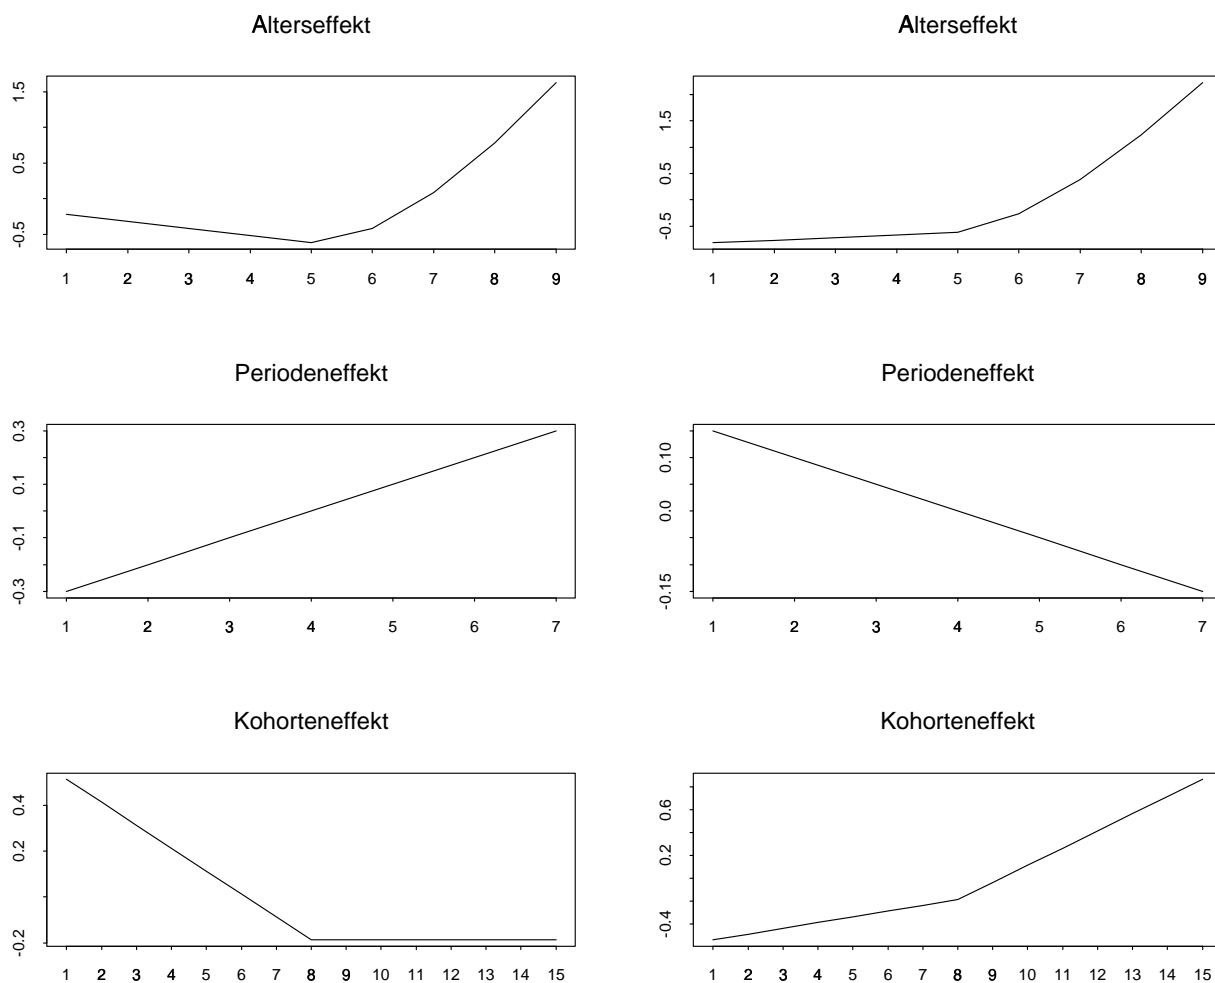 Alterseffekt
1.5
0.5
-0.5
1 2 3 4 5 6 7 8 9
Alterseffekt
1.5
0.5
-0.5
1 2 3 4 5 6 7 8 9
Periodeneffekt
0.3
0.1
-0.1
-0.3
1 2 3 4 5 6 7
Periodeneffekt
0.10
0.0
-0.15
1 2 3 4 5 6 7
Kohorteneffekt
0.4
0.2
-0.2
1 2 3 4 5 6 7 8 9 10 11 12 13 14 15
Kohorteneffekt
0.6
0.2
-0.4
1 2 3 4 5 6 7 8 9 10 11 12 13 14 15